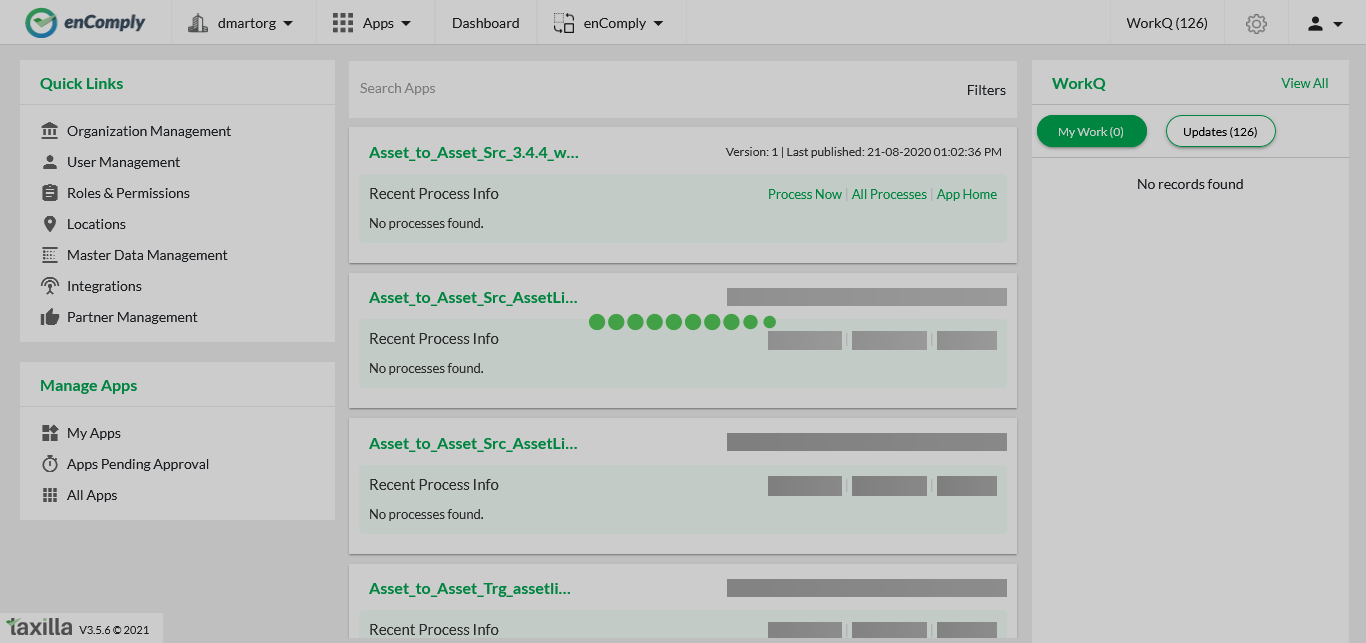 enComply
dmartorg
Apps
Dashboard
enComply
WorkQ (126)
Quick Links
Organization Management
User Management
Roles & Permissions
Locations
Master Data Management
Integrations
Partner Management
Manage Apps
My Apps
Apps Pending Approval
All Apps
Search Apps
Filters
Asset_to_Asset_Src_3.4.4_w...
Version: 1 | Last published: 21-08-2020 01:02:36 PM
Recent Process Info
Process Now | All Processes | App Home
No processes found.
Asset_to_Asset_Src_AssetLi...
Recent Process Info
No processes found.
Asset_to_Asset_Src_AssetLi...
Recent Process Info
No processes found.
Asset_to_Asset_Trg_assetli...
Recent Process Info
WorkQ
View All
My Work (0)
Updates (126)
No records found
taxilla V3.5.6 © 2021